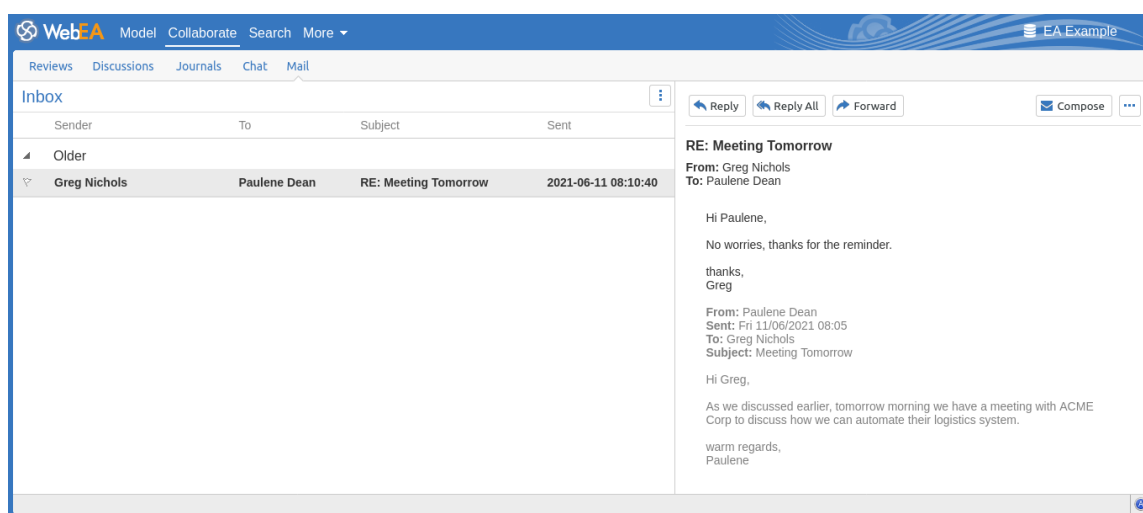 WebEA Model Collaborate Search More EA Example
Reviews Discussions Journals Chat Mail
Inbox
Sender To Subject Sent
Older
Greg Nichols Paulene Dean RE: Meeting Tomorrow 2021-06-11 08:10:40
Reply Reply All Forward Compose
RE: Meeting Tomorrow
From: Greg Nichols
To: Paulene Dean
Hi Paulene,
No worries, thanks for the reminder.
thanks,
Greg
From: Paulene Dean
Sent: Fri 11/06/2021 08:05
To: Greg Nichols
Subject: Meeting Tomorrow
Hi Greg,
As we discussed earlier, tomorrow morning we have a meeting with ACME
Corp to discuss how we can automate their logistics system.
warm regards,
Paulene